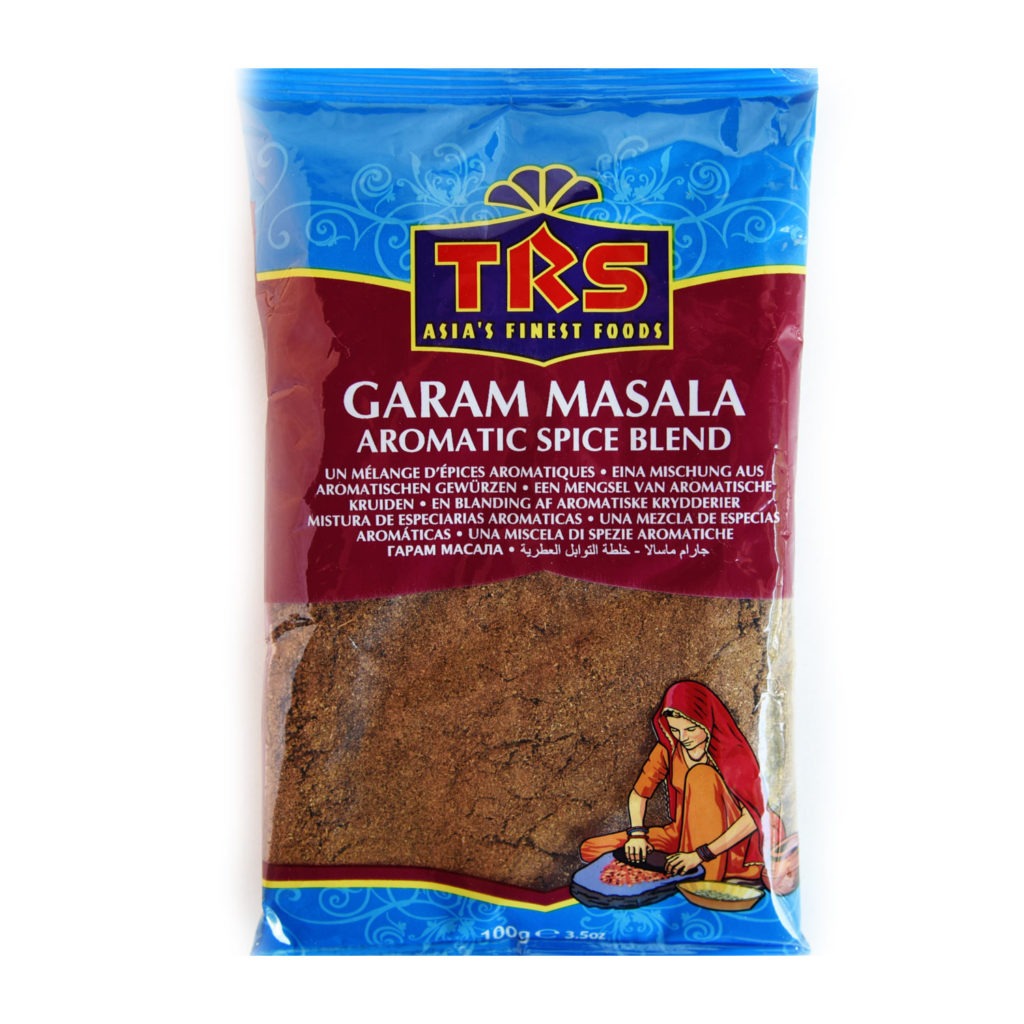 TRS
ASIA'S FINEST FOODS
GARAM MASALA
AROMATIC SPICE BLEND
UN MÉLANGE D'ÉPICES AROMATIQUES • EINA MISCHUNG AUS
AROMATISCHEN GEWÜRZEN • EEN MENGSEL VAN AROMATISCHE
KRUIDEN • EN BLANDING AF AROMATISKE KRYDDERIER
MISTURA DE ESPECIARIAS AROMATICAS • UNA MEZCLA DE ESPECIAS
AROMÁTICAS • UNA MISCELA DI SPEZIE AROMATICHE
ГАРАМ МАСАЛА • جارام ماسالا - خلطة التوابل العطرية
100g ℮ 3.5oz